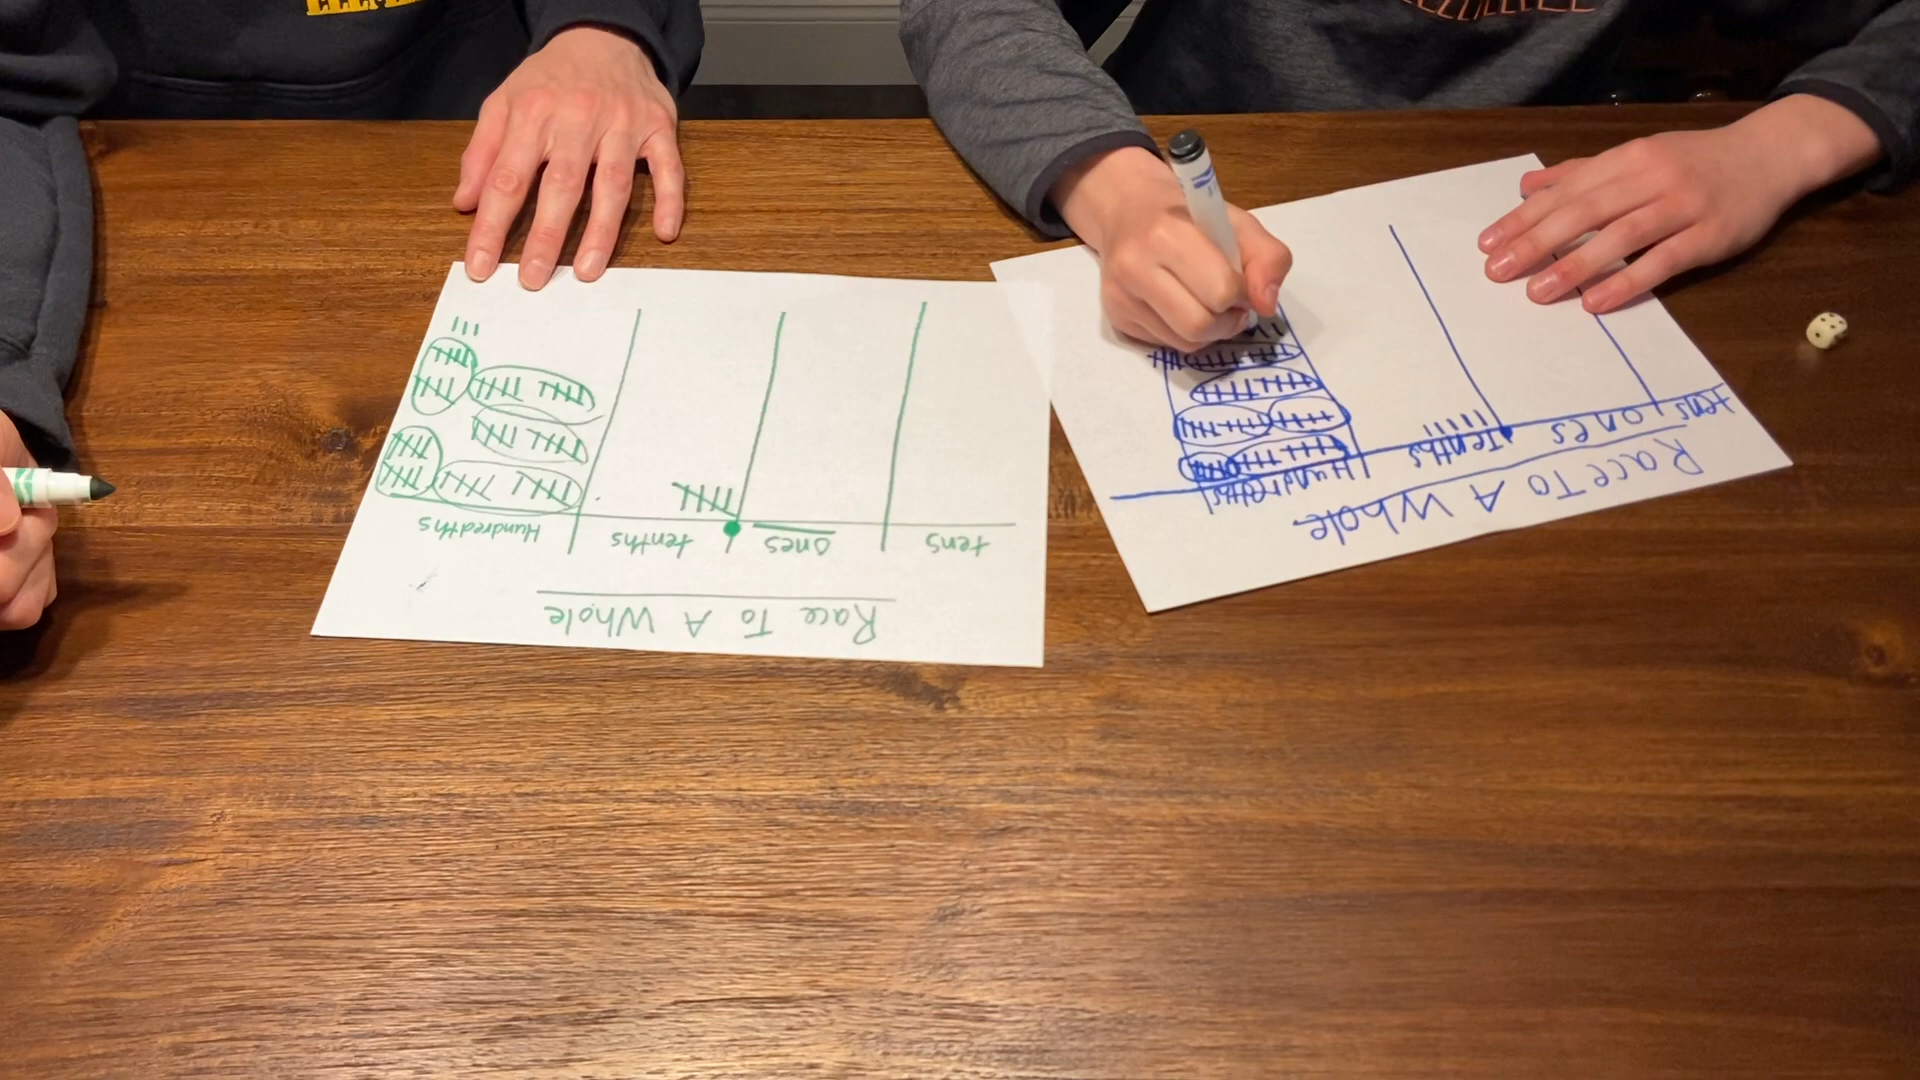 Race To A Whole
tens ones tenths Hundredths
Race To A Whole
tens ones Tenths Hundredths